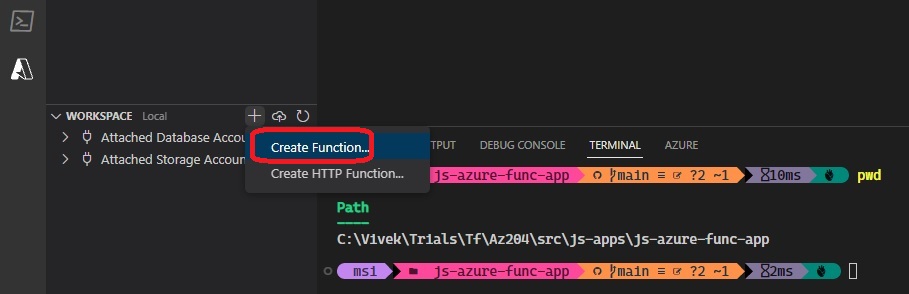 WORKSPACE Local
Attached Database Accou
Attached Storage Accoun
Create Function...
Create HTTP Function...
TPUT DEBUG CONSOLE TERMINAL AZURE
js-azure-func-app main ≡ ?2 ~1 10ms pwd
Path
----
C:\Vivek\Trials\Tf\Az204\src\js-apps\js-azure-func-app
msi js-azure-func-app main ≡ ?2 ~1 2ms